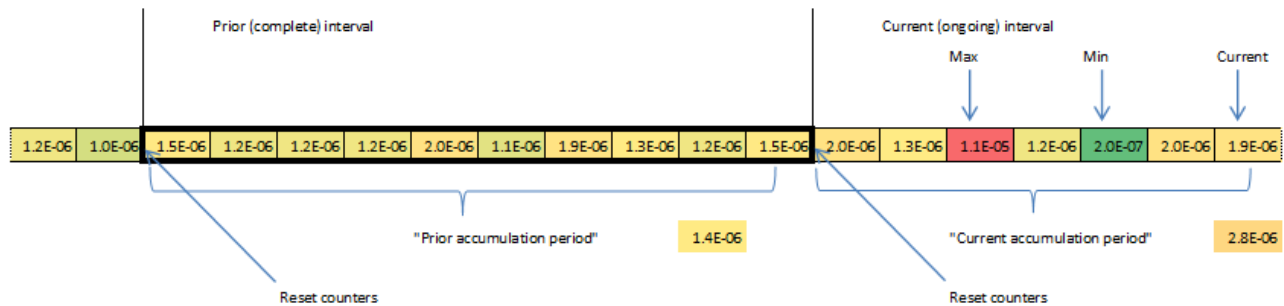 Prior (complete) interval Current (ongoing) interval
Max Min Current
1.2E-06 1.0E-06 1.5E-06 1.2E-06 1.2E-06 1.2E-06 2.0E-06 1.1E-06 1.9E-06 1.3E-06 1.2E-06 1.5E-06 2.0E-06 1.3E-06 1.1E-05 1.2E-06 2.0E-07 2.0E-06 1.9E-06
"Prior accumulation period" 1.4E-06 "Current accumulation period" 2.8E-06
Reset counters Reset counters